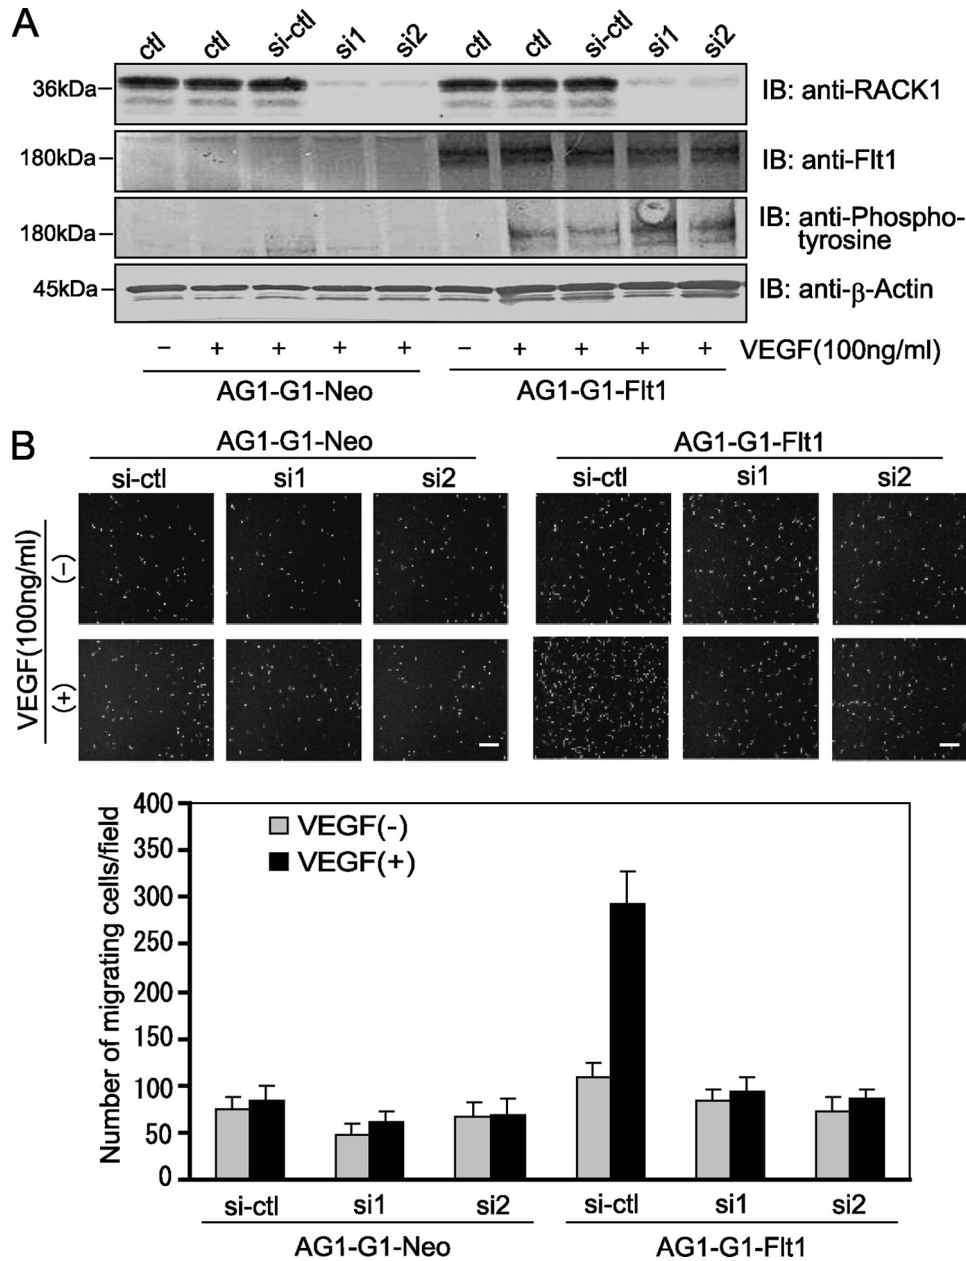 A
ctl ctl si-ctl si1 si2 ctl ctl si-ctl si1 si2
36kDa IB: anti-RACK1
180kDa IB: anti-Flt1
180kDa IB: anti-Phospho-
tyrosine
45kDa IB: anti-β-Actin
− + + + + − + + + + VEGF(100ng/ml)
AG1-G1-Neo AG1-G1-Flt1
B
AG1-G1-Neo AG1-G1-Flt1
si-ctl si1 si2 si-ctl si1 si2
VEGF(100ng/ml)
(-)
(+)
400
350
300
250
200
150
100
50
0
Number of migrating cells/field
VEGF(-)
VEGF(+)
si-ctl si1 si2 si-ctl si1 si2
AG1-G1-Neo AG1-G1-Flt1